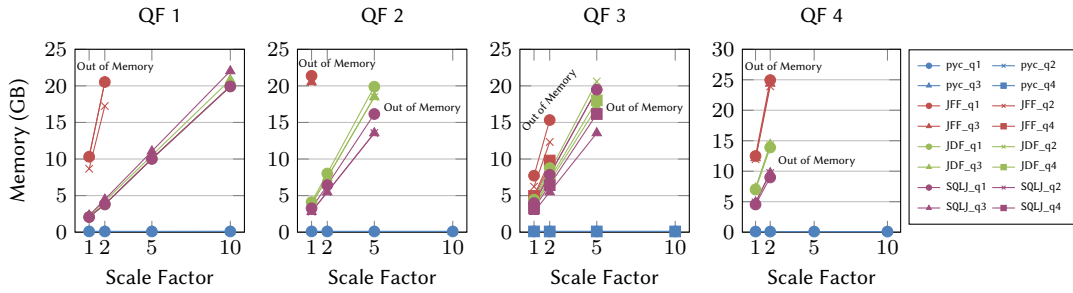 QF 1
QF 2
QF 3
QF 4
Memory (GB)
25
20
15
10
5
0
Out of Memory
1 2 5 10
Scale Factor
25
20
15
10
5
0
Out of Memory
Out of Memory
1 2 5 10
Scale Factor
25
20
15
10
5
0
Out of Memory
Out of Memory
1 2 5 10
Scale Factor
30
25
20
15
10
5
0
Out of Memory
Out of Memory
1 2 5 10
Scale Factor
pyc_q1 pyc_q2
pyc_q3 pyc_q4
JFF_q1 JFF_q2
JFF_q3 JFF_q4
JDF_q1 JDF_q2
JDF_q3 JDF_q4
SQLJ_q1 SQLJ_q2
SQLJ_q3 SQLJ_q4